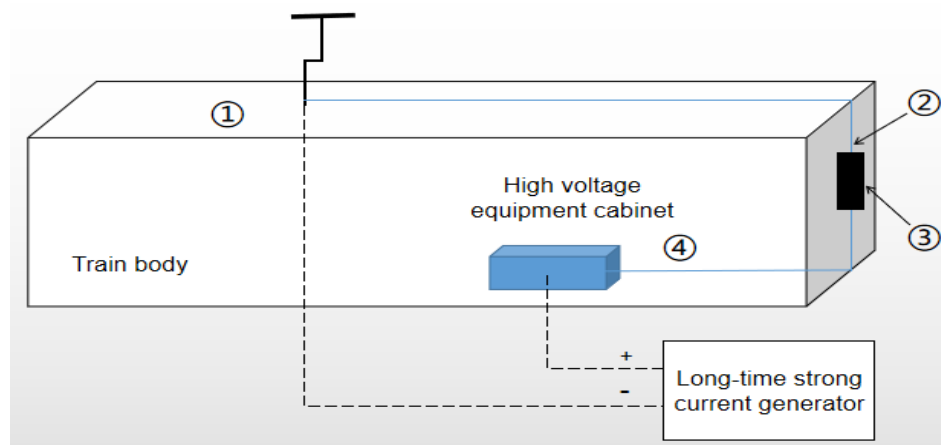 ①
②
High voltage
equipment cabinet
③
④
Train body
+
-
Long-time strong
current generator